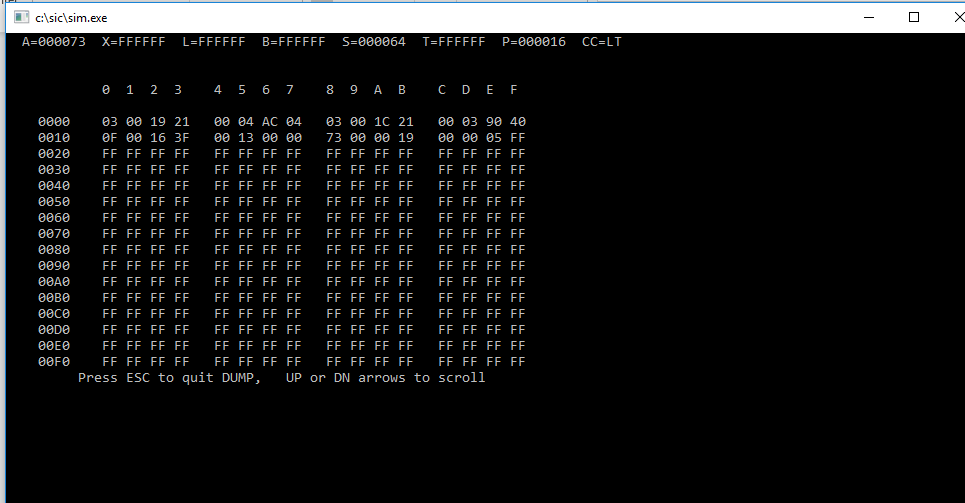 c:\sic\sim.exe
A=000073 X=FFFFFF L=FFFFFF B=FFFFFF S=000064 T=FFFFFF P=000016 CC=LT
0 1 2 3 4 5 6 7 8 9 A B C D E F
0000 03 00 19 21 00 04 AC 04 03 00 1C 21 00 03 90 40
0010 0F 00 16 3F 00 13 00 00 73 00 00 19 00 00 05 FF
0020 FF FF FF FF FF FF FF FF FF FF FF FF FF FF FF FF
0030 FF FF FF FF FF FF FF FF FF FF FF FF FF FF FF FF
0040 FF FF FF FF FF FF FF FF FF FF FF FF FF FF FF FF
0050 FF FF FF FF FF FF FF FF FF FF FF FF FF FF FF FF
0060 FF FF FF FF FF FF FF FF FF FF FF FF FF FF FF FF
0070 FF FF FF FF FF FF FF FF FF FF FF FF FF FF FF FF
0080 FF FF FF FF FF FF FF FF FF FF FF FF FF FF FF FF
0090 FF FF FF FF FF FF FF FF FF FF FF FF FF FF FF FF
00A0 FF FF FF FF FF FF FF FF FF FF FF FF FF FF FF FF
00B0 FF FF FF FF FF FF FF FF FF FF FF FF FF FF FF FF
00C0 FF FF FF FF FF FF FF FF FF FF FF FF FF FF FF FF
00D0 FF FF FF FF FF FF FF FF FF FF FF FF FF FF FF FF
00E0 FF FF FF FF FF FF FF FF FF FF FF FF FF FF FF FF
00F0 FF FF FF FF FF FF FF FF FF FF FF FF FF FF FF FF
Press ESC to quit DUMP, UP or DN arrows to scroll